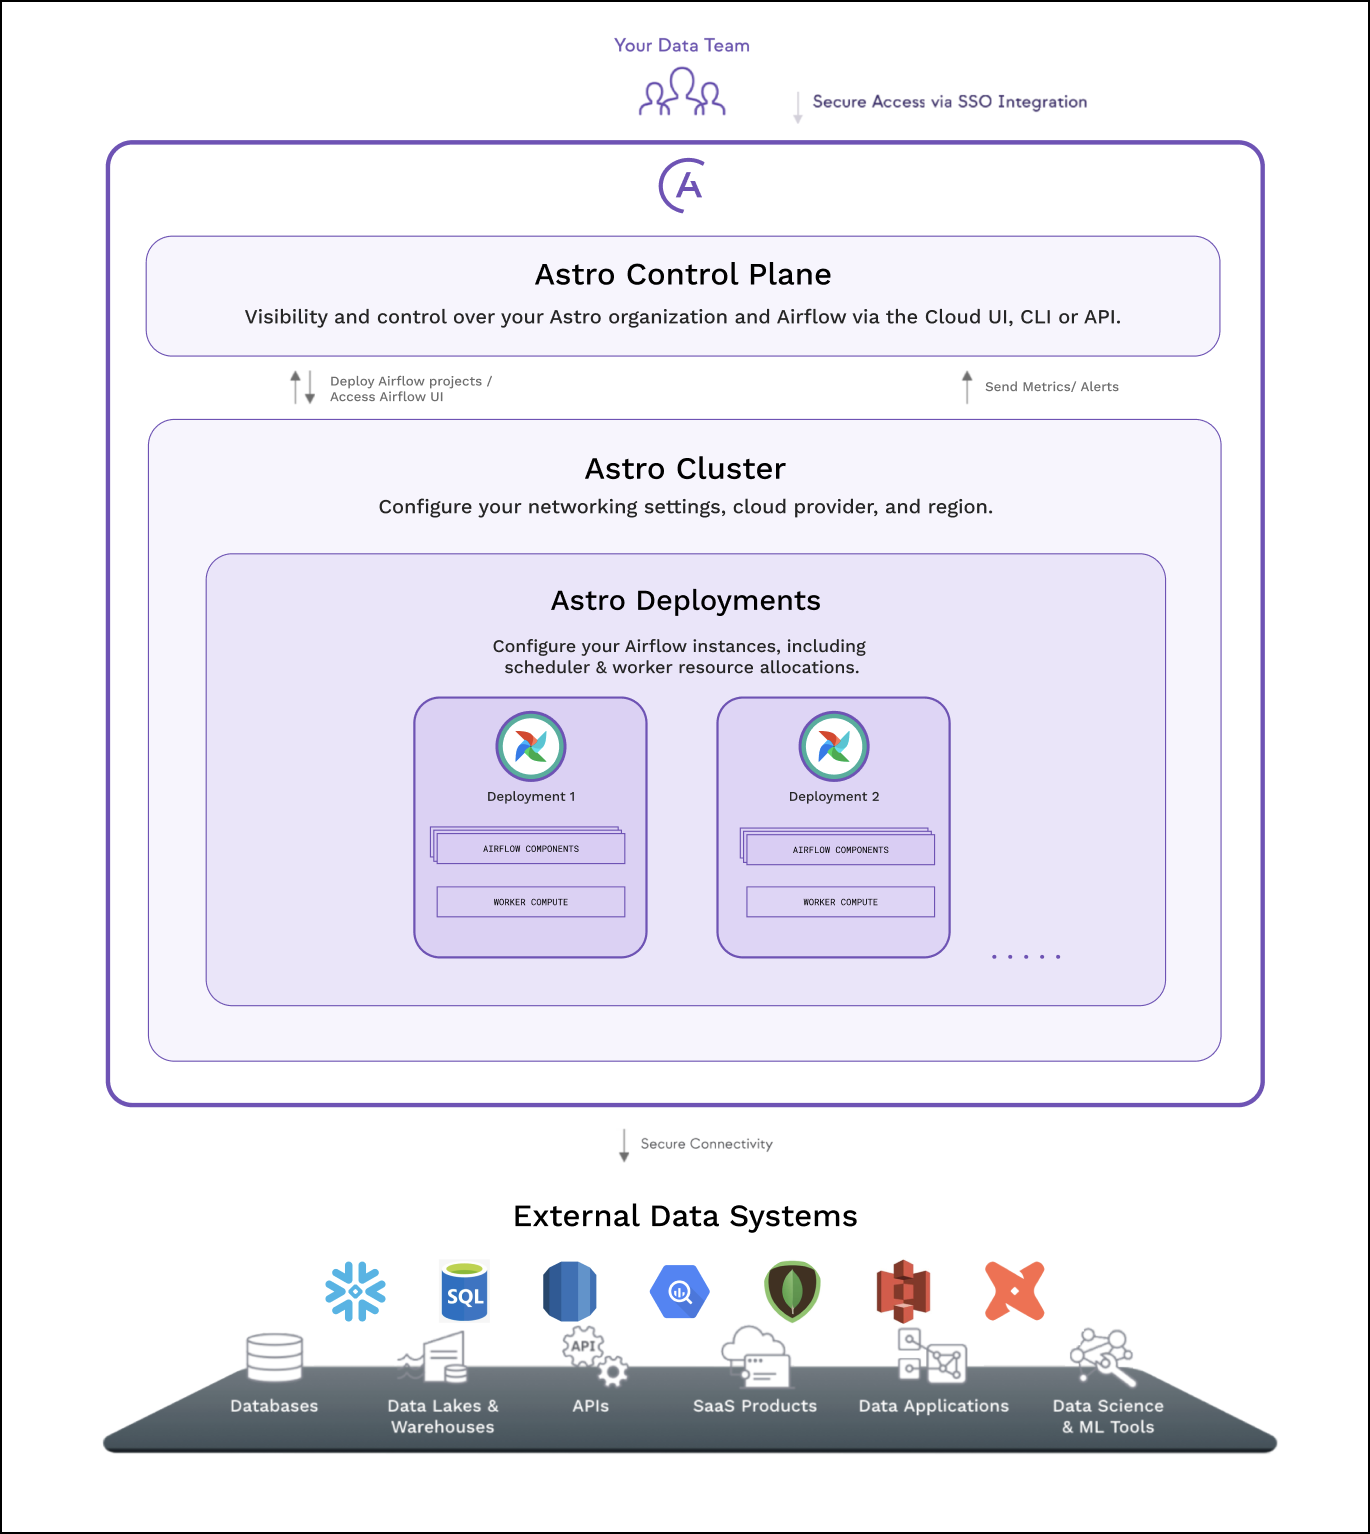 Your Data Team
Secure Access via SSO Integration
A
Astro Control Plane
Visibility and control over your Astro organization and Airflow via the Cloud UI, CLI or API.
Deploy Airflow projects /
Access Airflow UI
Send Metrics/ Alerts
Astro Cluster
Configure your networking settings, cloud provider, and region.
Astro Deployments
Configure your Airflow instances, including
scheduler & worker resource allocations.
Deployment 1
Deployment 2
AIRFLOW COMPONENTS
AIRFLOW COMPONENTS
WORKER COMPUTE
WORKER COMPUTE
.....
Secure Connectivity
External Data Systems
SQL
API
Databases
Data Lakes &
Warehouses
APIs
SaaS Products
Data Applications
Data Science
& ML Tools